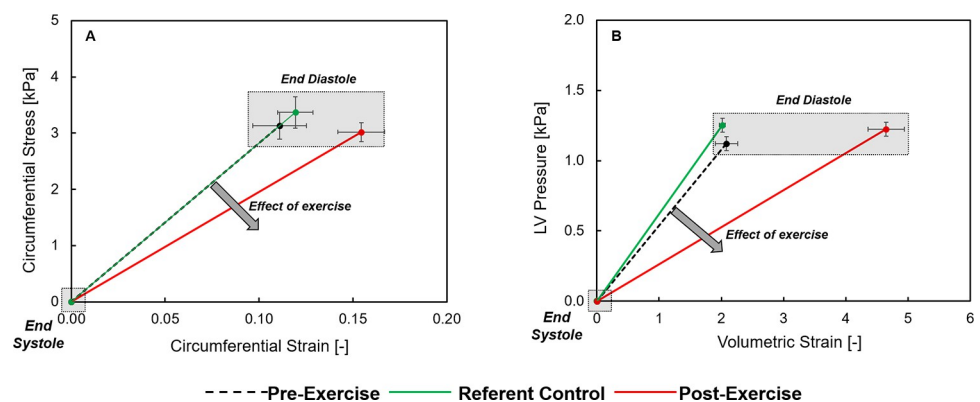 A
Circumferential Stress [kPa]
5
4
3
2
1
0
End Diastole
Effect of exercise
End
Systole
0.00 0.05 0.10 0.15 0.20
Circumferential Strain [-]
B
LV Pressure [kPa]
2.0
1.5
1.0
0.5
0.0
End Diastole
Effect of exercise
End
Systole
0 1 2 3 4 5 6
Volumetric Strain [-]
Pre-Exercise Referent Control Post-Exercise